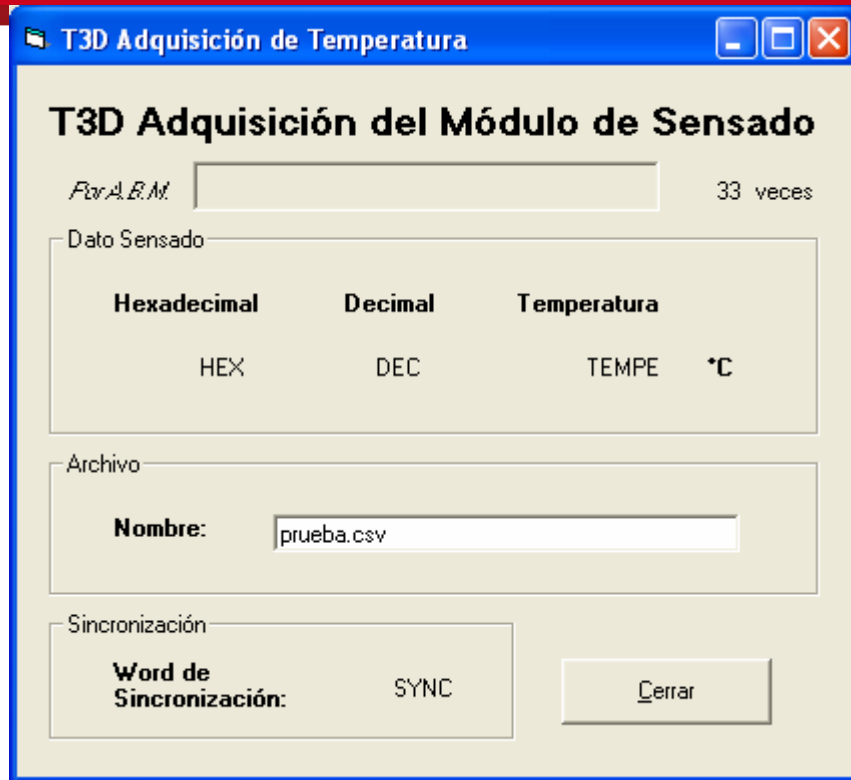 T3D Adquisición de Temperatura
T3D Adquisición del Módulo de Sensado
Por A.B.M.
33 veces
Dato Sensado
Hexadecimal Decimal Temperatura
HEX DEC TEMPE °C
Archivo
Nombre: prueba.csv
Sincronización
Word de
Sincronización: SYNC
Cerrar